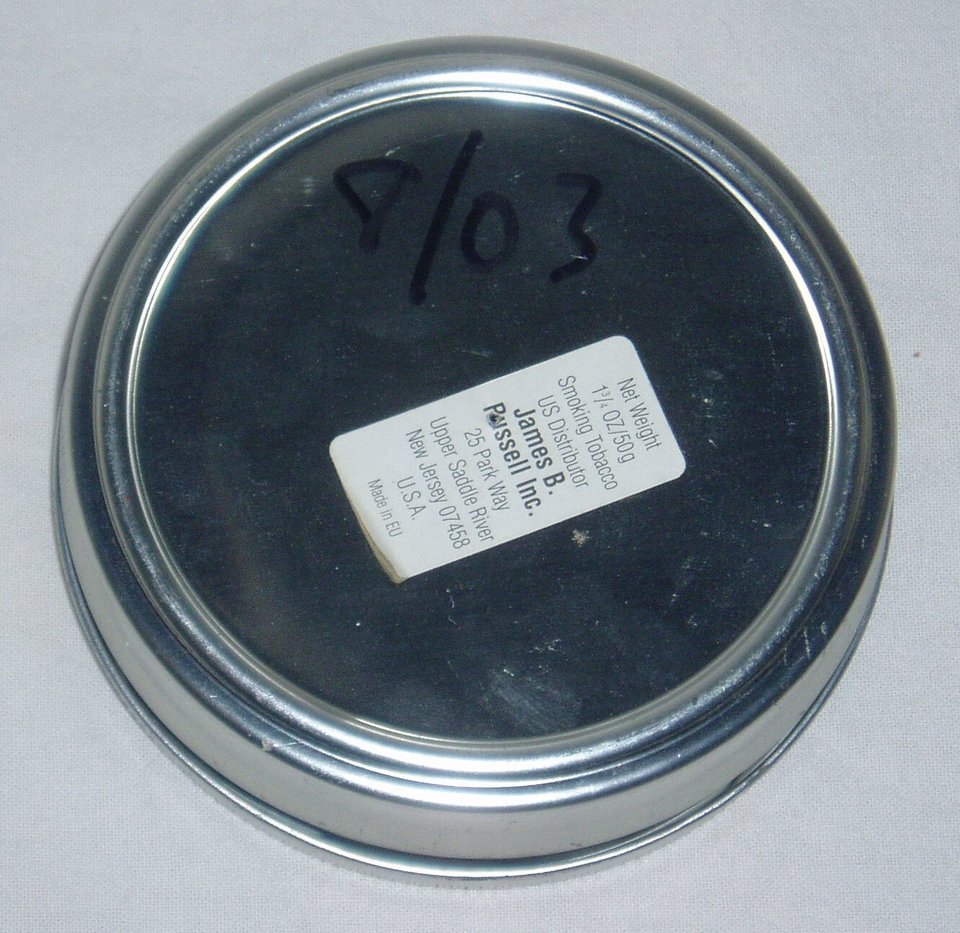 8/03
Net Weight
1¾ OZ/50g
Smoking Tobacco
US Distributor
James B.
Russell Inc.
25 Park Way
Upper Saddle River
New Jersey 07458
U.S.A.
Made in EU